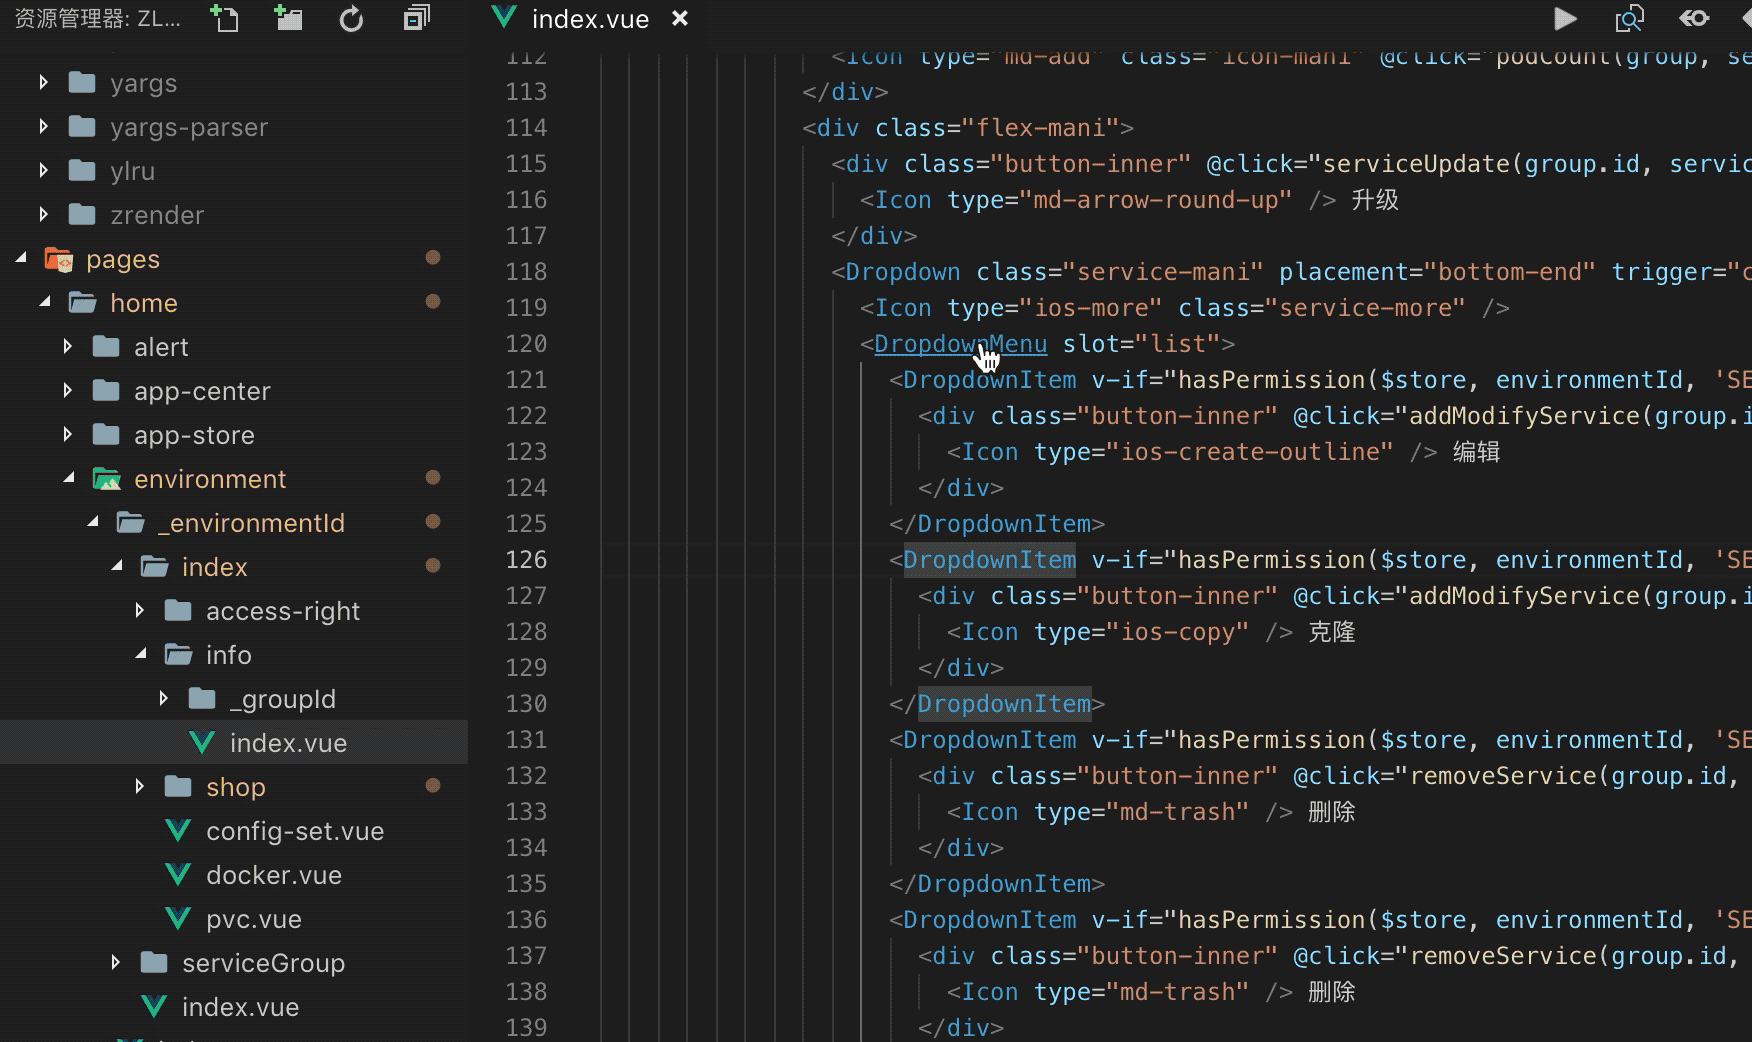 资源管理器: ZL...
yargs
yargs-parser
ylru
zrender
pages
home
alert
app-center
app-store
environment
_environmentId
index
access-right
info
_groupId
index.vue
shop
config-set.vue
docker.vue
pvc.vue
serviceGroup
index.vue
index.vue
112 <Icon type="md-add" class="icon-mani" @click="podCount(group, se
113 </div>
114 <div class="flex-mani">
115 <div class="button-inner" @click="serviceUpdate(group.id, servic
116 <Icon type="md-arrow-round-up" /> 升级
117 </div>
118 <Dropdown class="service-mani" placement="bottom-end" trigger="c
119 <Icon type="ios-more" class="service-more" />
120 <DropdownMenu slot="list">
121 <DropdownItem v-if="hasPermission($store, environmentId, 'SE
122 <div class="button-inner" @click="addModifyService(group.i
123 <Icon type="ios-create-outline" /> 编辑
124 </div>
125 </DropdownItem>
126 <DropdownItem v-if="hasPermission($store, environmentId, 'SE
127 <div class="button-inner" @click="addModifyService(group.i
128 <Icon type="ios-copy" /> 克隆
129 </div>
130 </DropdownItem>
131 <DropdownItem v-if="hasPermission($store, environmentId, 'SE
132 <div class="button-inner" @click="removeService(group.id,
133 <Icon type="md-trash" /> 删除
134 </div>
135 </DropdownItem>
136 <DropdownItem v-if="hasPermission($store, environmentId, 'SE
137 <div class="button-inner" @click="removeService(group.id,
138 <Icon type="md-trash" /> 删除
139 </div>